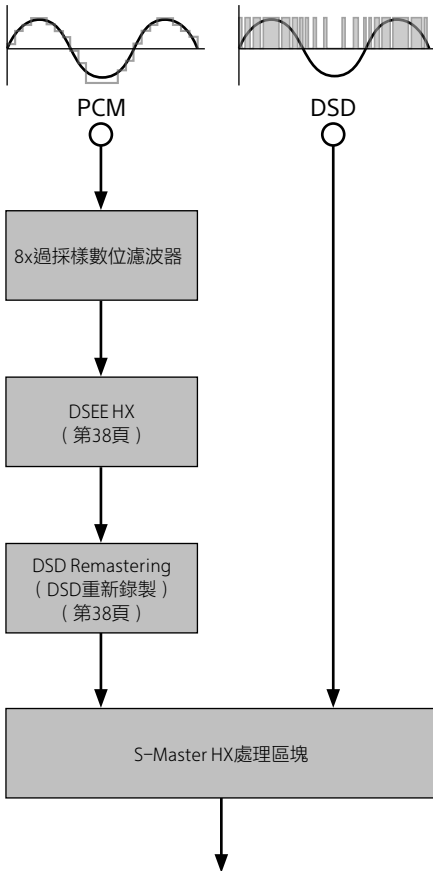 PCM
DSD
8x過採樣數位濾波器
DSEE HX
（第38頁）
DSD Remastering
（DSD重新錄製）
（第38頁）
S-Master HX處理區塊